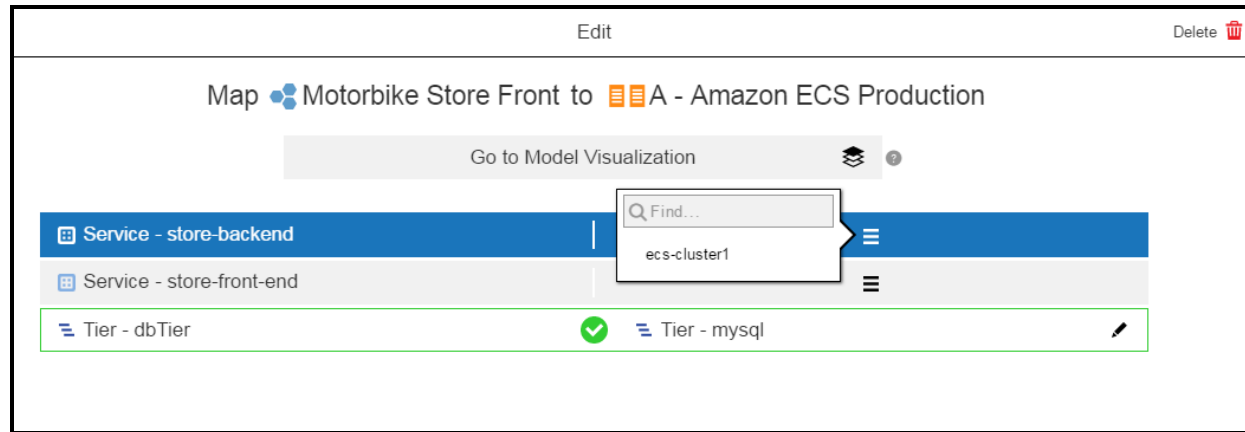 Edit
Delete
Map Motorbike Store Front to A - Amazon ECS Production
Go to Model Visualization ?
Find...
Service - store-backend
ecs-cluster1
Service - store-front-end
Tier - dbTier Tier - mysql